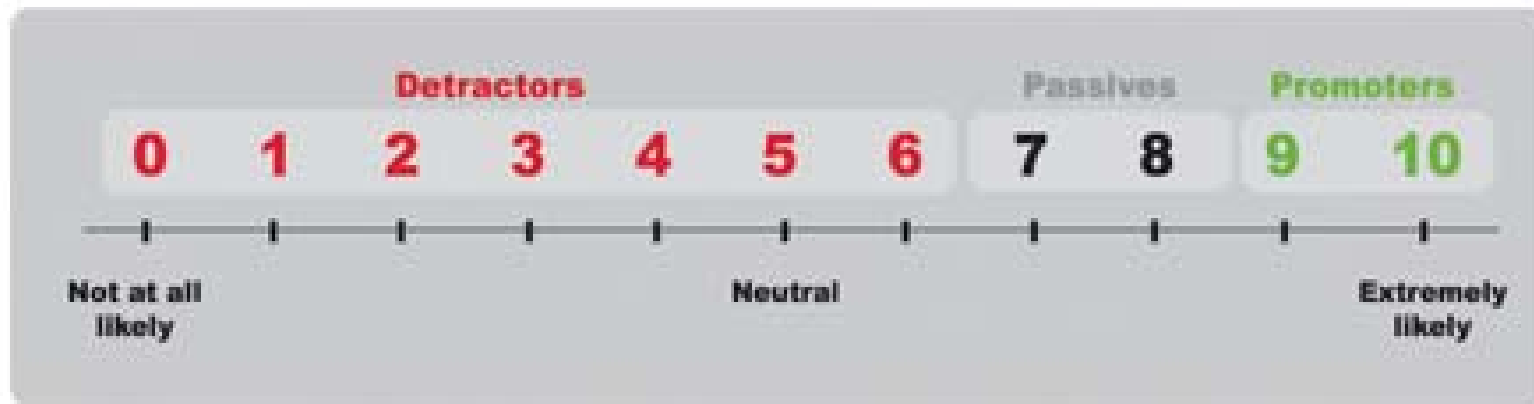 Detractors Passives Promoters
0 1 2 3 4 5 6 7 8 9 10
Not at all likely
Neutral
Extremely likely